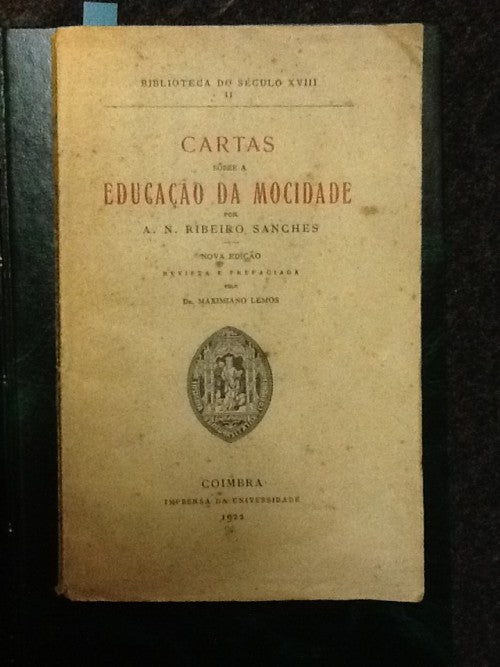 BIBLIOTECA DO SÉCULO XVIII
II
CARTAS
SÔBRE A
EDUCAÇÃO DA MOCIDADE
POR
A. N. RIBEIRO SANCHES
NOVA EDIÇÃO
REVISTA E PREFACIADA
PELO
DR. MAXIMIANO LEMOS
COIMBRA
IMPRENSA DA UNIVERSIDADE
1922